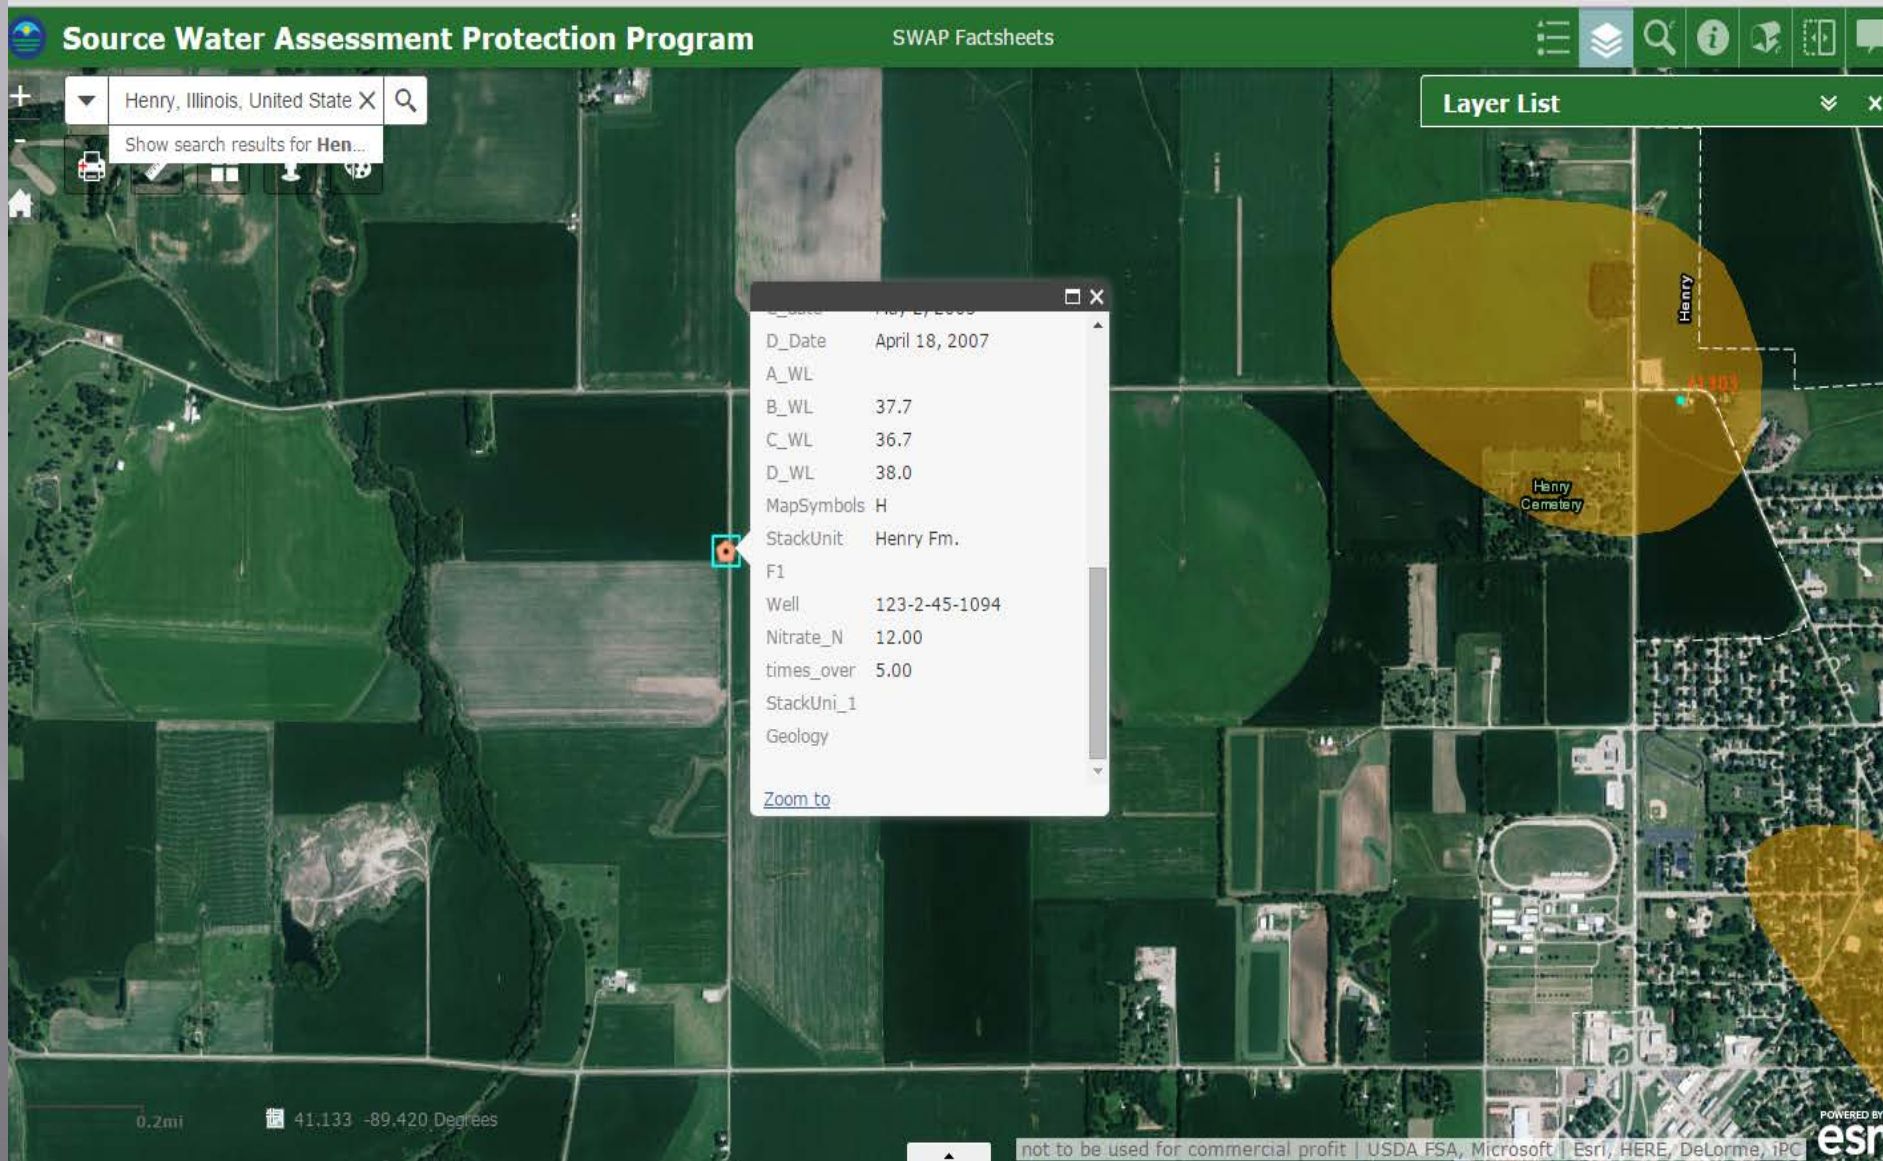 Source Water Assessment Protection Program
SWAP Factsheets
Henry, Illinois, United State
Show search results for Hen...
Layer List
D_Date April 18, 2007
A_WL
B_WL 37.7
C_WL 36.7
D_WL 38.0
MapSymbols H
StackUnit Henry Fm.
F1
Well 123-2-45-1094
Nitrate_N 12.00
times_over 5.00
StackUni_1
Geology
Zoom to
Henry
Henry
Cemetery
0.2mi
41.133 -89.420 Degrees
not to be used for commercial profit | USDA FSA, Microsoft | Esri, HERE, DeLorme, iPC
POWERED BY
esri